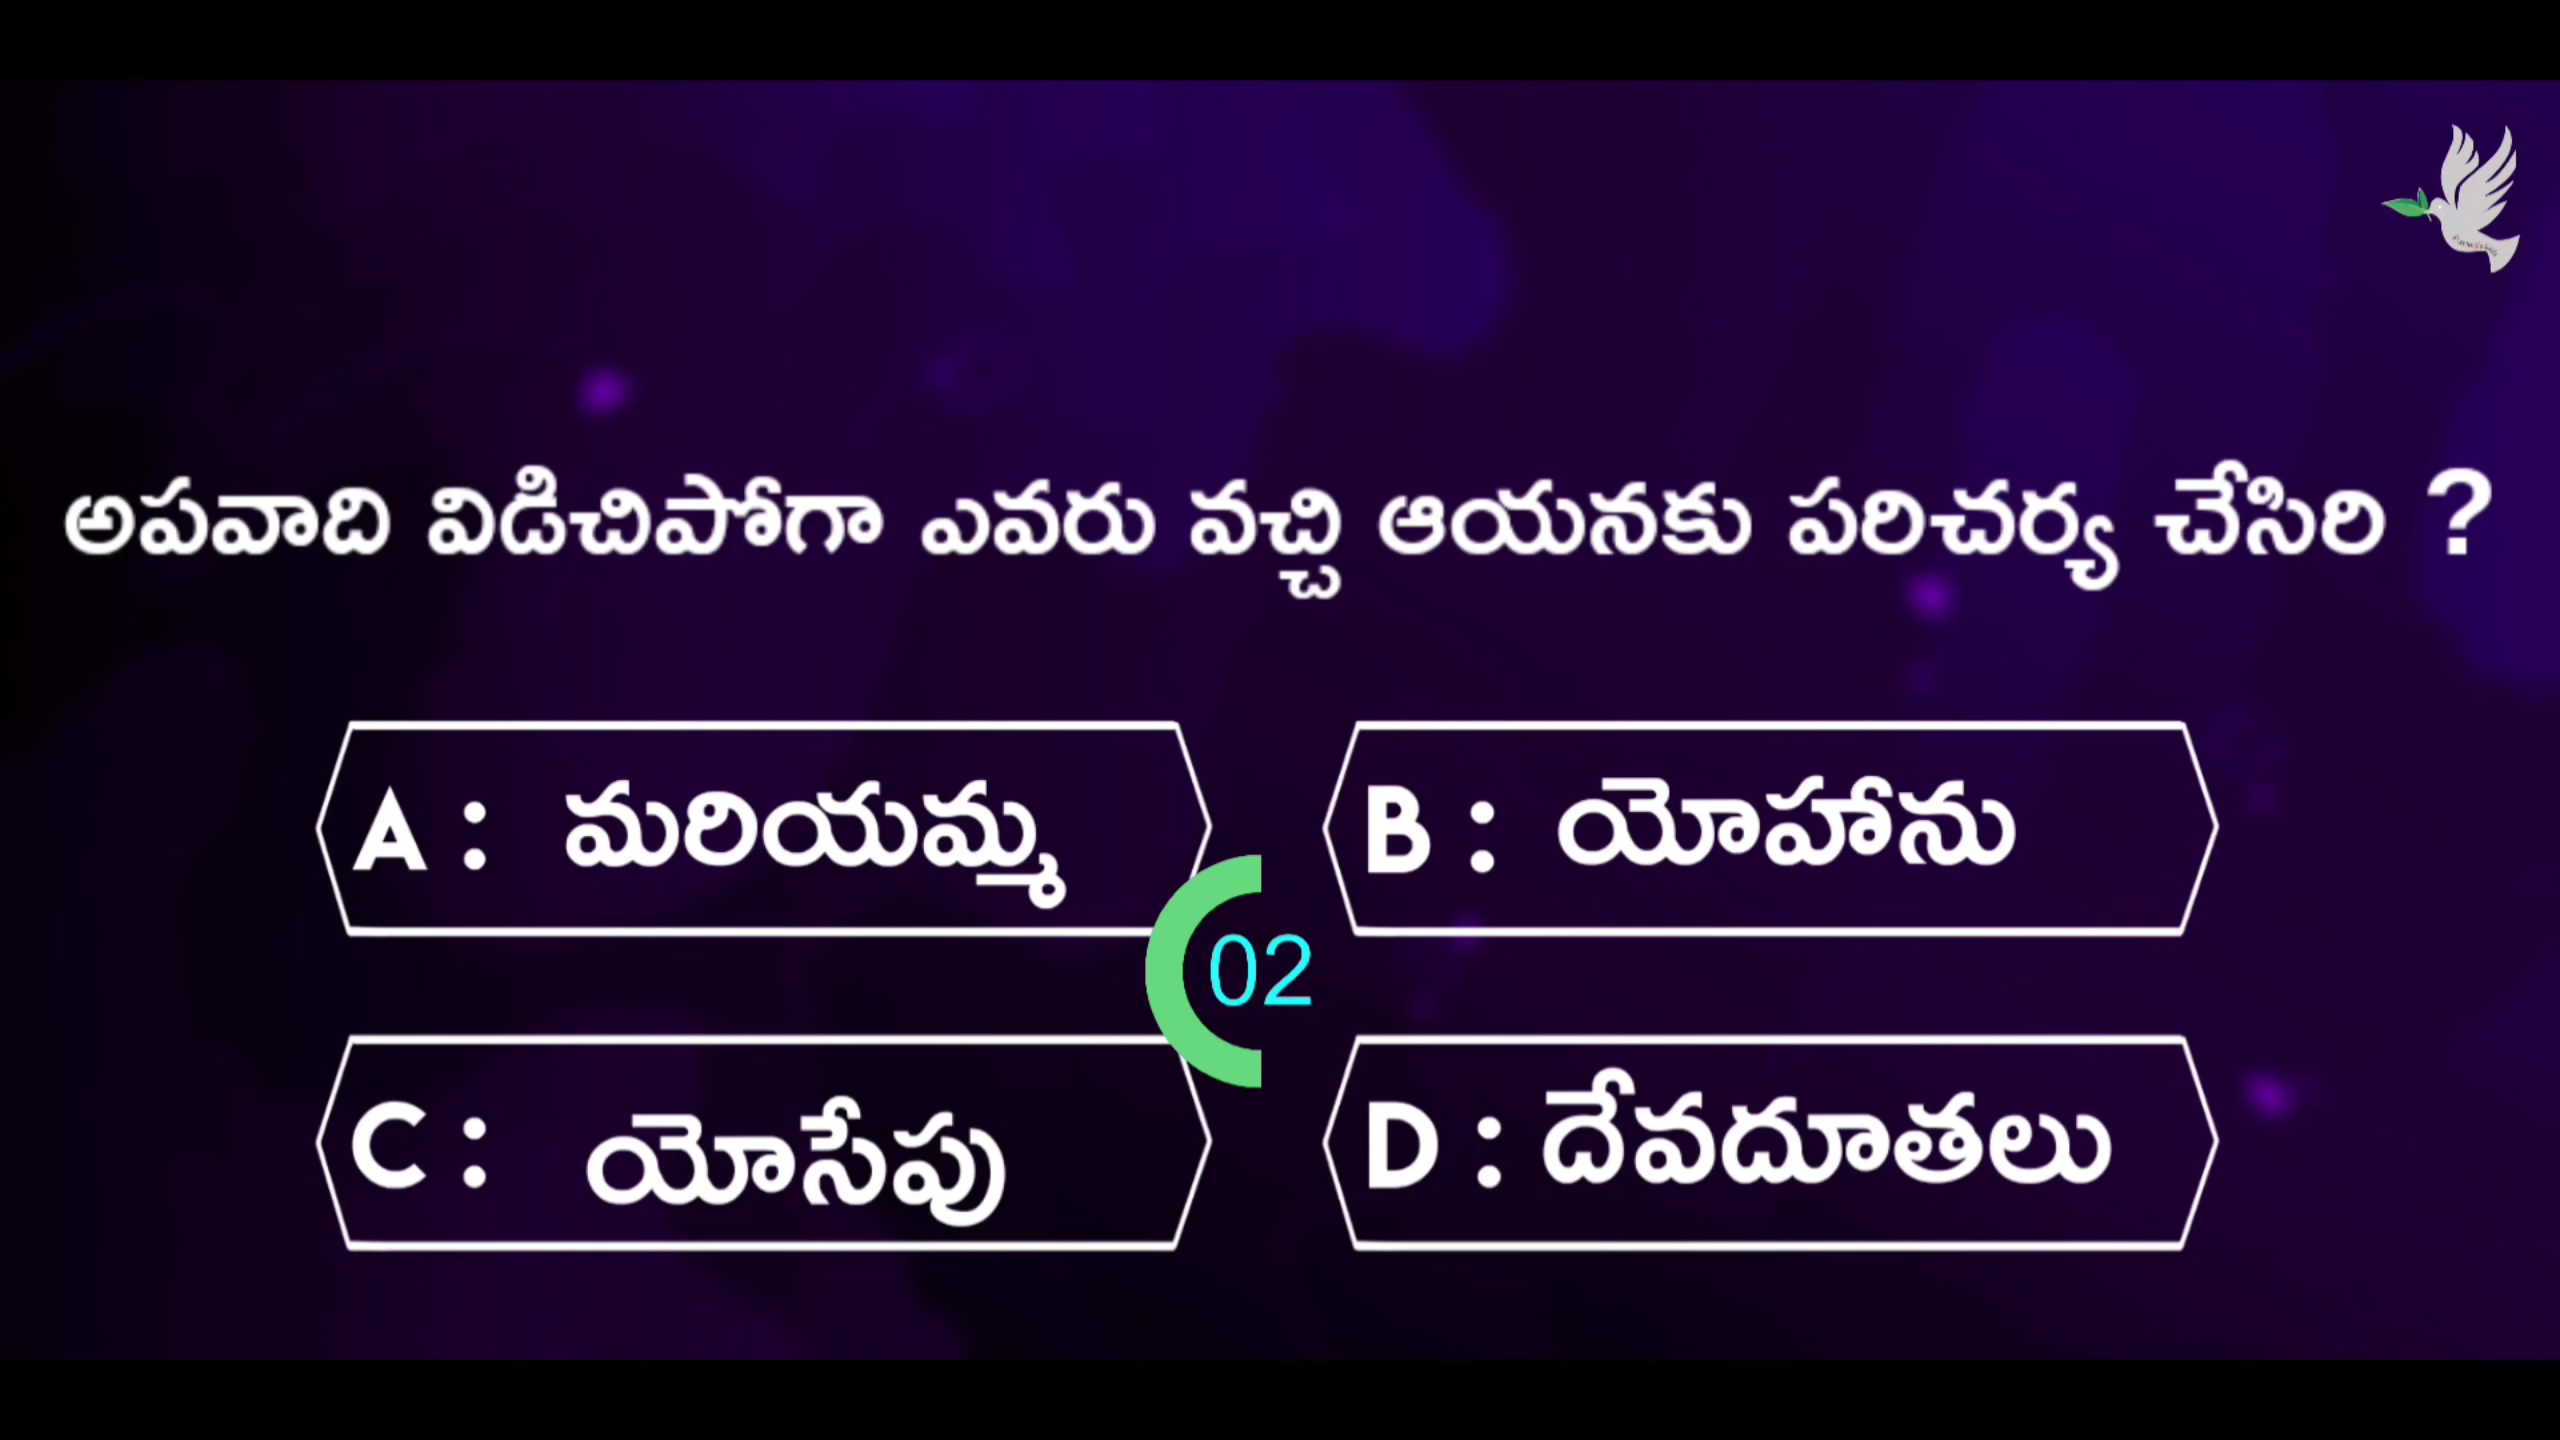 అపవాది విడిచిపోగా ఎవరు వచ్చి ఆయనకు పరిచర్య చేసిరి ?
A : మరియమ్మ
B : యోహాను
02
C : యోసేపు
D : దేవదూతలు